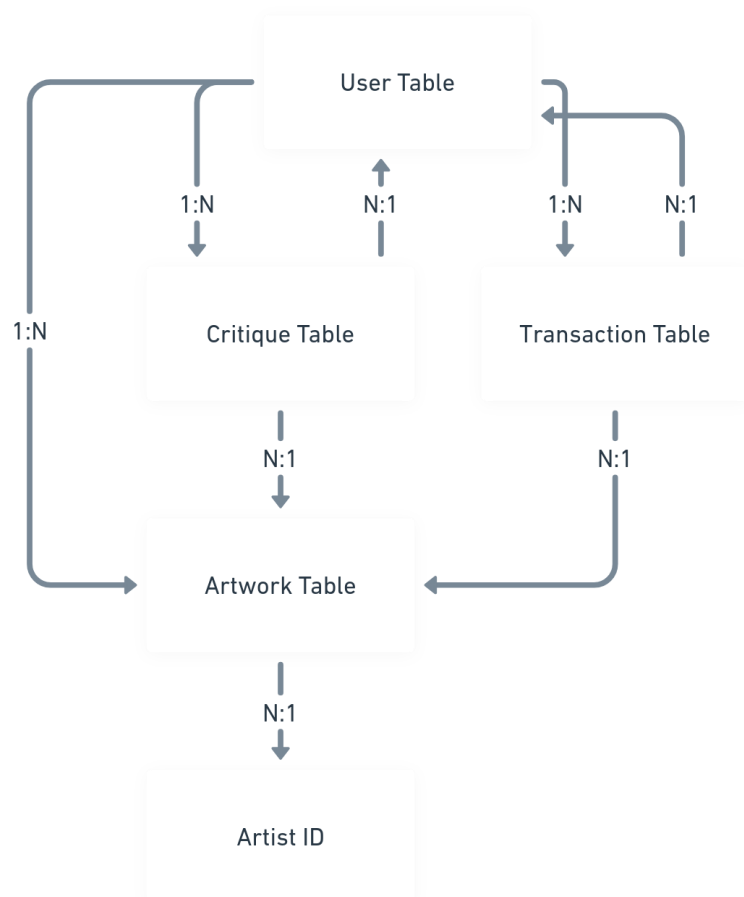 User Table
1:N
N:1
1:N
N:1
1:N
Critique Table
Transaction Table
N:1
N:1
Artwork Table
N:1
Artist ID